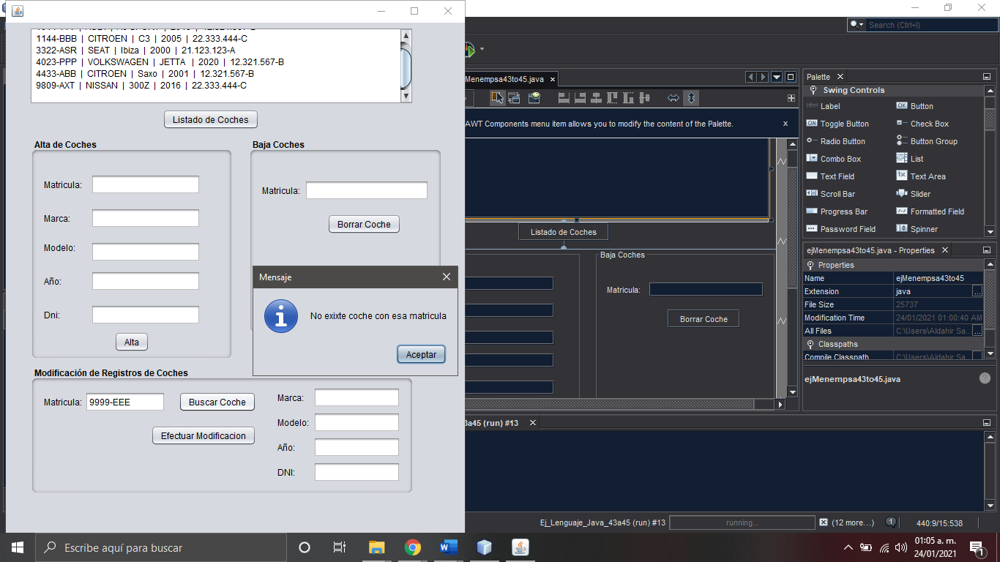 1144-BBB | CITROEN | C3 | 2005 | 22.333.444-C
3322-ASR | SEAT | Ibiza | 2000 | 21.123.123-A
4023-PPP | VOLKSWAGEN | JETTA | 2020 | 12.321.567-B
4433-ABB | CITROEN | Saxo | 2001 | 12.321.567-B
9809-AXT | NISSAN | 300Z | 2016 | 22.333.444-C
Listado de Coches
Alta de Coches
Matricula:
Marca:
Modelo:
Año:
Dni:
Alta
Baja Coches
Matricula:
Borrar Coche
Mensaje
No exixte coche con esa matricula
Aceptar
Modificación de Registros de Coches
Matricula: 9999-EEE
Buscar Coche
Efectuar Modificacion
Marca:
Modelo:
Año:
DNI:
Search (Ctrl+I)
Menempsa43to45.java
AWT Components menu item allows you to modify the content of the Palette.
x
Listado de Coches
Baja Coches
Matricula:
Borrar Coche
Palette
Swing Controls
label Label
OK Button
ON Toggle Button
Check Box
Radio Button
Button Group
Combo Box
List
Text Field
tx Text Area
Scroll Bar
Slider
Progress Bar
Formatted Field
Password Field
Spinner
ejMenempsa43to45.java - Properties
Properties
Name ejMenempsa43to45
Extension java ...
File Size 25737
Modification Time 24/01/2021 01:00:40 AM
All Files C:\Users\Aldahir Sa... ...
Classpaths
Compile Classpath C:\Users\Aldahir Sa...
ejMenempsa43to45.java
3a45 (run) #13
Ej_Lenguaje_Java_43a45 (run) #13
running...
(12 more...)
1
440:9/15:538
Escribe aquí para buscar
01:05 a. m.
24/01/2021
1